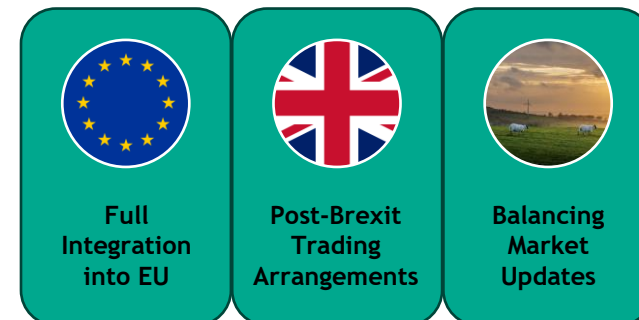 Full
Integration
into EU
Post-Brexit
Trading
Arrangements
Balancing
Market
Updates